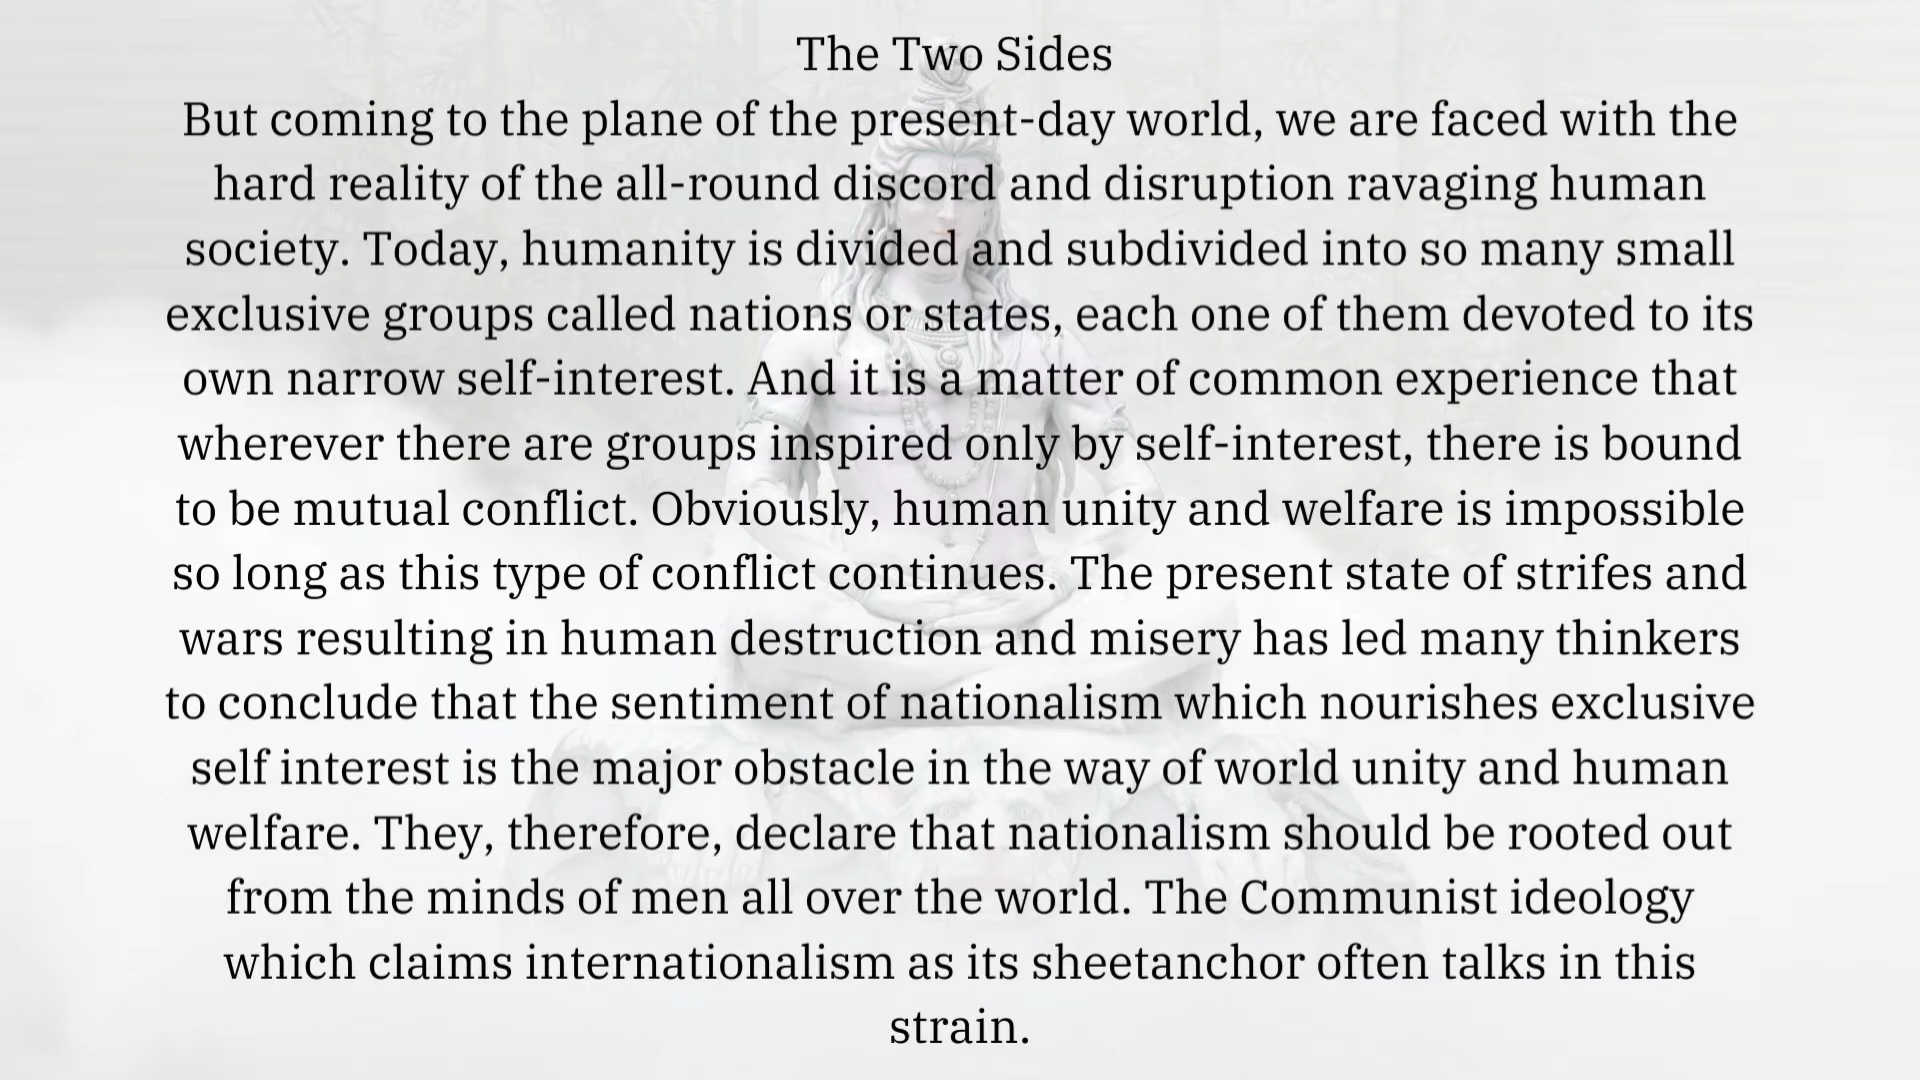 The Two Sides
But coming to the plane of the present-day world, we are faced with the
hard reality of the all-round discord and disruption ravaging human
society. Today, humanity is divided and subdivided into so many small
exclusive groups called nations or states, each one of them devoted to its
own narrow self-interest. And it is a matter of common experience that
wherever there are groups inspired only by self-interest, there is bound
to be mutual conflict. Obviously, human unity and welfare is impossible
so long as this type of conflict continues. The present state of strifes and
wars resulting in human destruction and misery has led many thinkers
to conclude that the sentiment of nationalism which nourishes exclusive
self interest is the major obstacle in the way of world unity and human
welfare. They, therefore, declare that nationalism should be rooted out
from the minds of men all over the world. The Communist ideology
which claims internationalism as its sheetanchor often talks in this
strain.